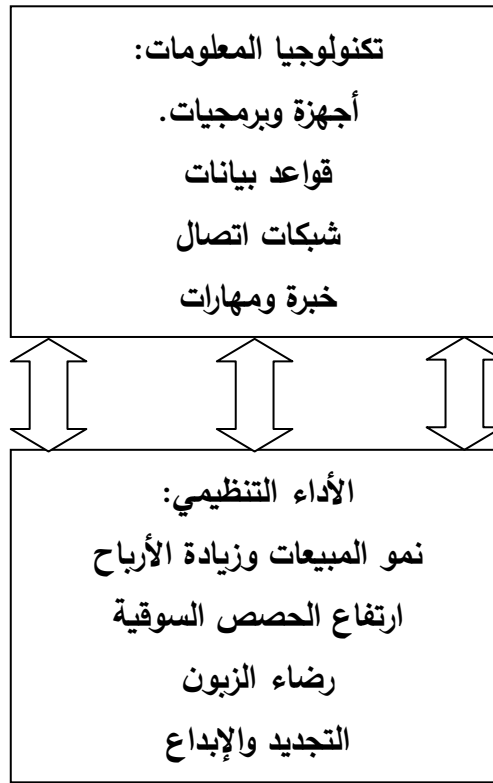 تكنولوجيا المعلومات:
أجهزة وبرمجيات.
قواعد بيانات
شبكات اتصال
خبرة ومهارات
الأداء التنظيمي:
نمو المبيعات وزيادة الأرباح
ارتفاع الحصص السوقية
رضاء الزبون
التجديد والإبداع